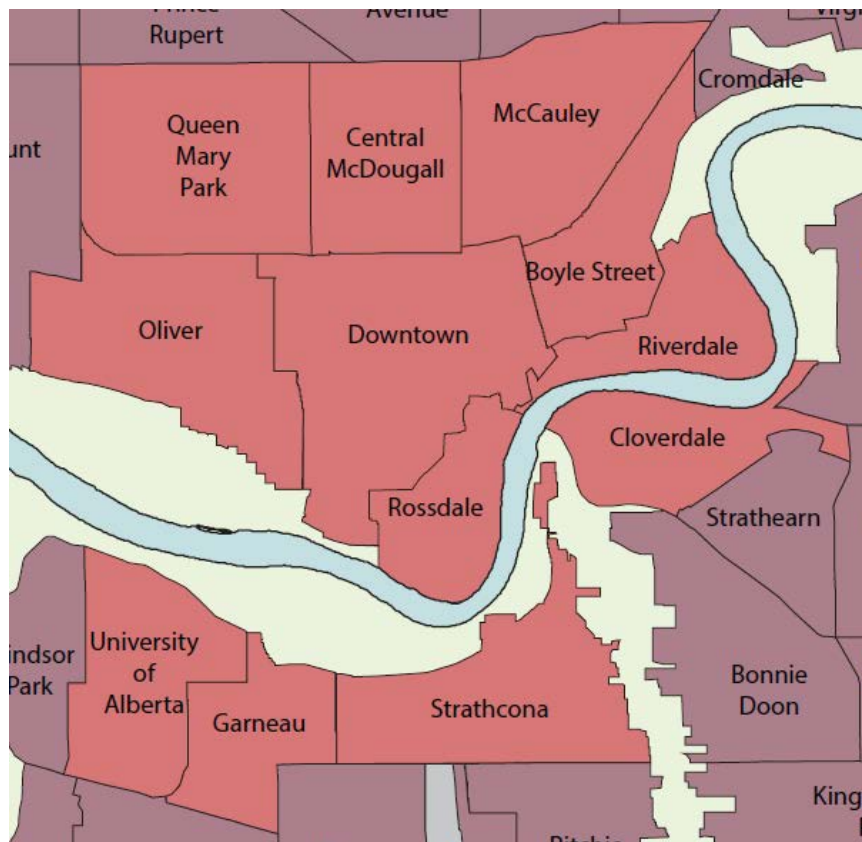 Rupert
Avenue
Cromdale
McCauley
Queen
Mary
Park
Central
McDougall
Boyle Street
Oliver
Downtown
Riverdale
Cloverdale
Rossdale
Strathearn
University
of
Alberta
Park
Bonnie
Doon
Garneau
Strathcona